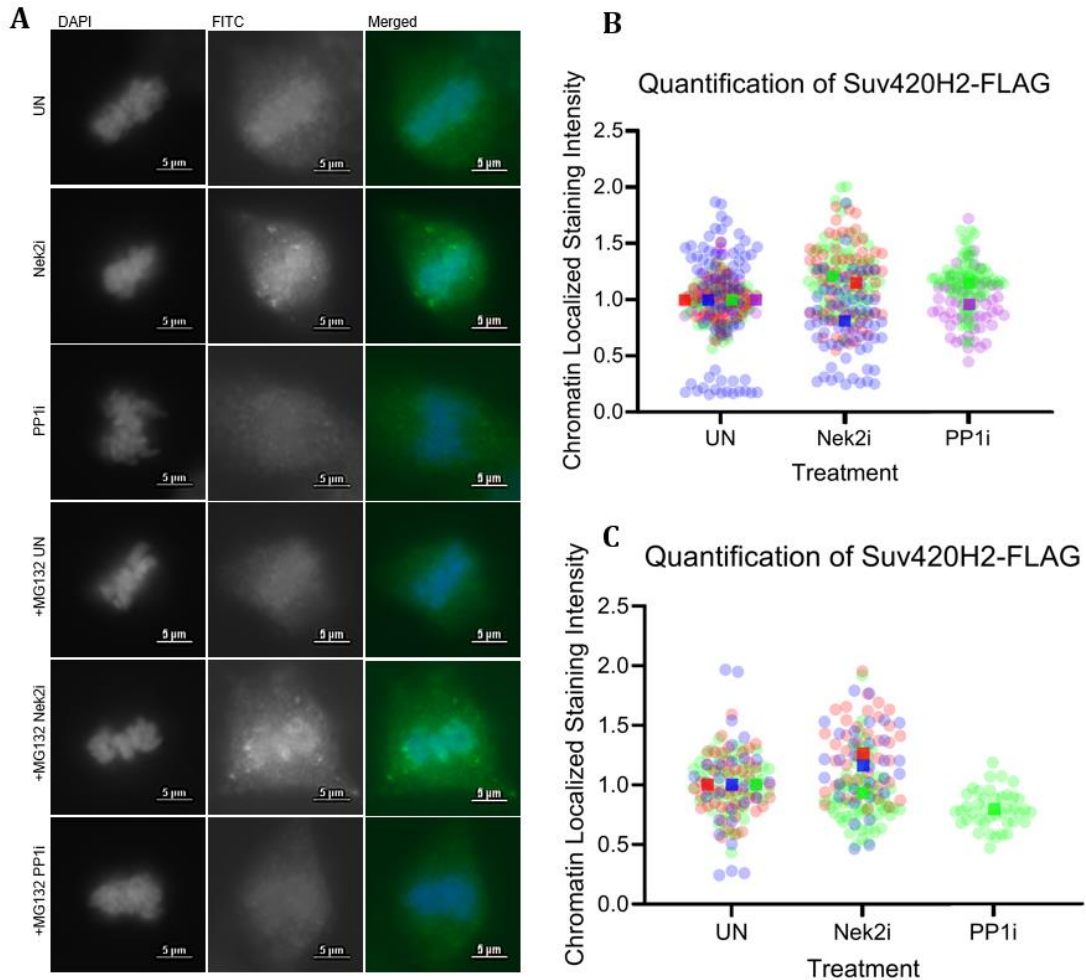 A
DAPI FITC Merged
UN
5 µm 5 µm 5 µm
Nek2i
5 µm 5 µm 5 µm
PP1i
5 µm 5 µm 5 µm
+MG132 UN
5 µm 5 µm 5 µm
+MG132 Nek2i
5 µm 5 µm 5 µm
+MG132 PP1i
5 µm 5 µm 5 µm
B
Quantification of Suv420H2-FLAG
Chromatin Localized Staining Intensity
2.5
2.0
1.5
1.0
0.5
0.0
UN Nek2i PP1i
Treatment
C
Quantification of Suv420H2-FLAG
Chromatin Localized Staining Intensity
2.5
2.0
1.5
1.0
0.5
0.0
UN Nek2i PP1i
Treatment